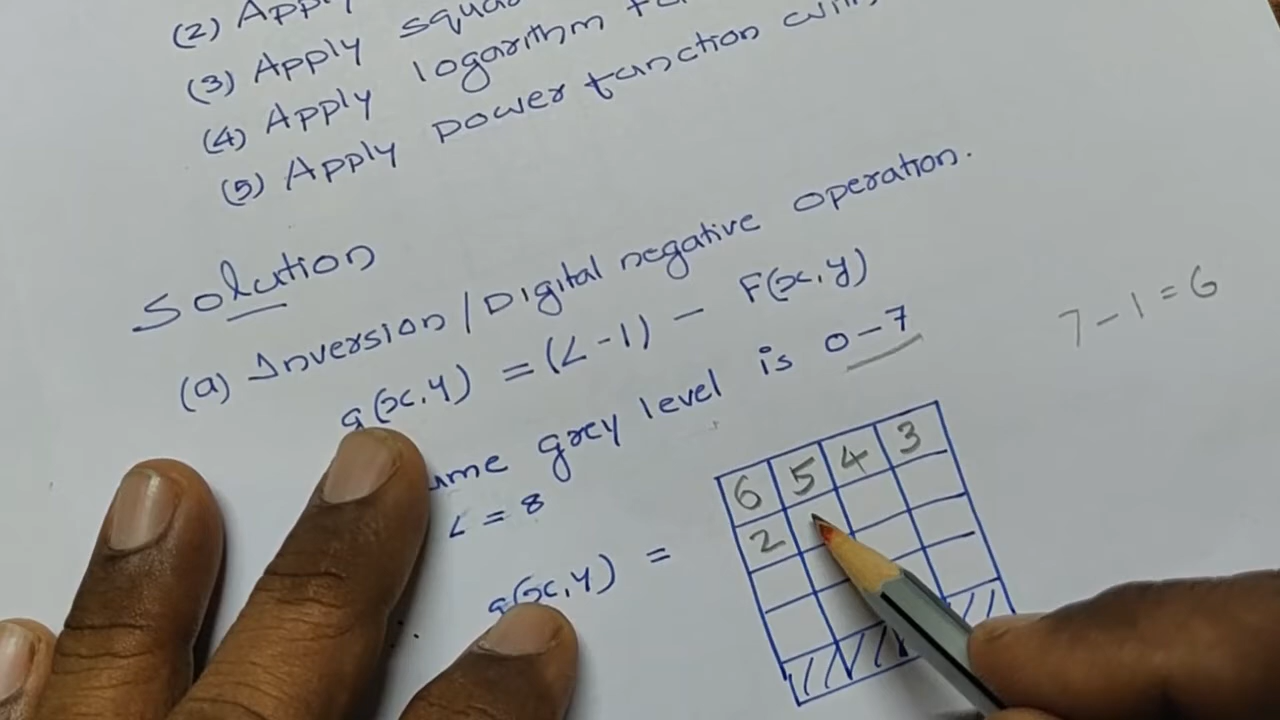 (2) Apply
(3) Apply
(4) Apply logarithm
(5) Apply power function
Solution
(a) Inversion / Digital negative operation.
g(x,y) = (L-1) - F(x,y)
grey level is 0-7
7-1=6
L = 8
g(x,y) =
6 5 4 3
2